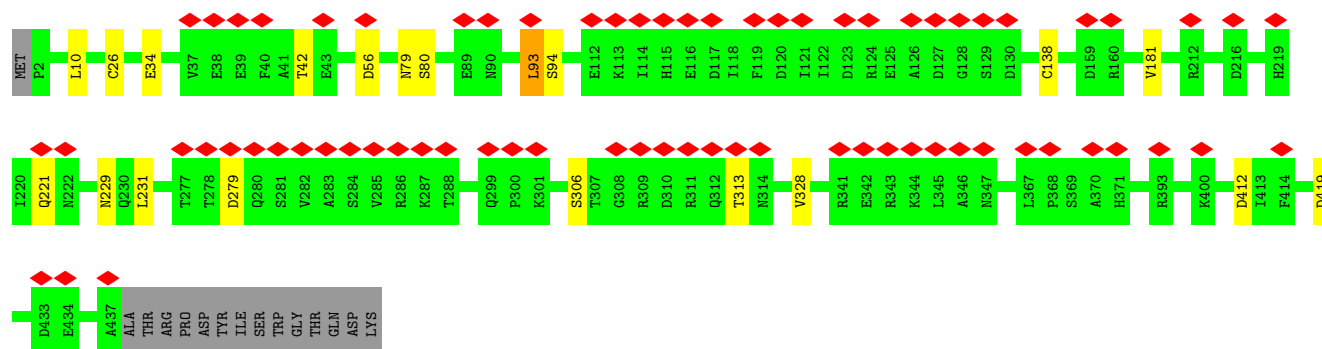 MET P2 L10 C26 E34 V37 E38 E39 F40 A41 T42 E43 D56 N79 S80 E89 N90 L93 S94 E112 K113 I114 H115 E116 D117 I118 F119 D120 I121 I122 D123 R124 E125 A126 D127 G128 S129 D130 C138 D159 R160 V181 R212 D216 H219
I220 Q221 N222 N229 Q230 L231 T277 T278 D279 Q280 S281 V282 A283 S284 V285 R286 K287 T288 Q299 P300 K301 S306 T307 G308 R309 D310 R311 Q312 T313 N314 V328 R341 E342 R343 K344 L345 A346 N347 L367 P368 S369 A370 H371 R393 K400 D412 I413 F414 D419
D433 E434 A437 ALA THR ARG PRO ASP TYR ILE SER TRP GLY THR GLN ASP LYS